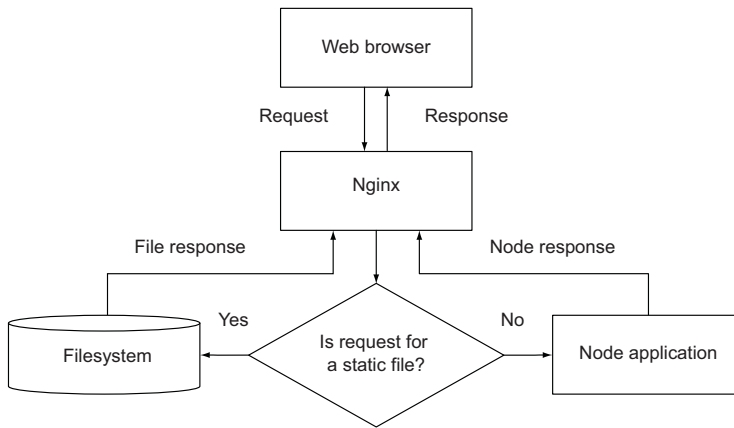 Web browser
Request
Response
Nginx
File response
Node response
Yes
No
Filesystem
Is request for
a static file?
Node application